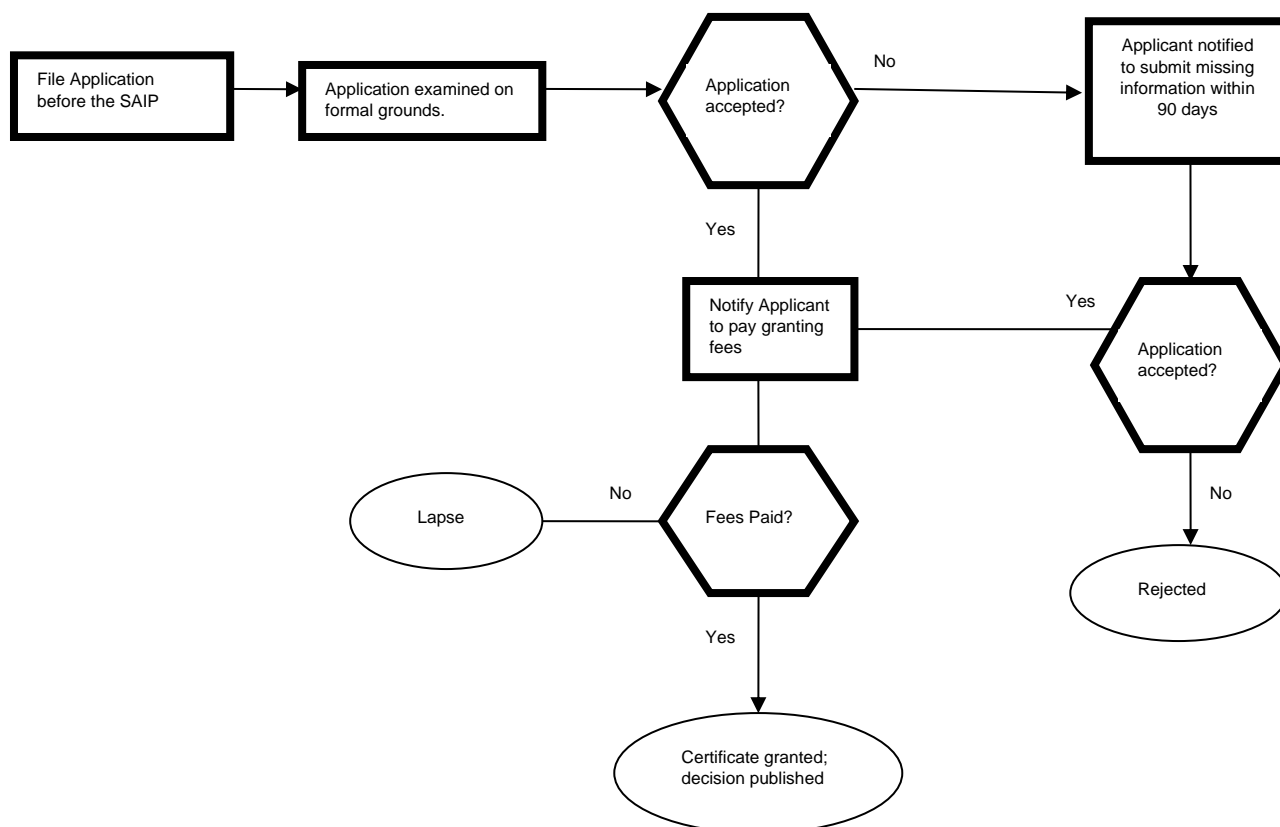 File Application
before the SAIP
Application examined on
formal grounds.
Application
accepted?
No
Applicant notified
to submit missing
information within
90 days
Yes
Notify Applicant
to pay granting
fees
Yes
Application
accepted?
No
Lapse
Fees Paid?
No
Rejected
Yes
Certificate granted;
decision published